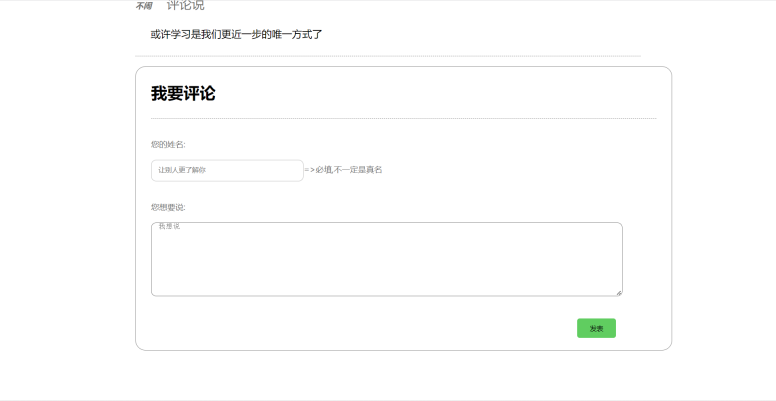 不闻 评论说
或许学习是我们更近一步的唯一方式了
我要评论
您的姓名:
让别人更了解你 =>必填,不一定是真名
您想要说:
我想说
发表